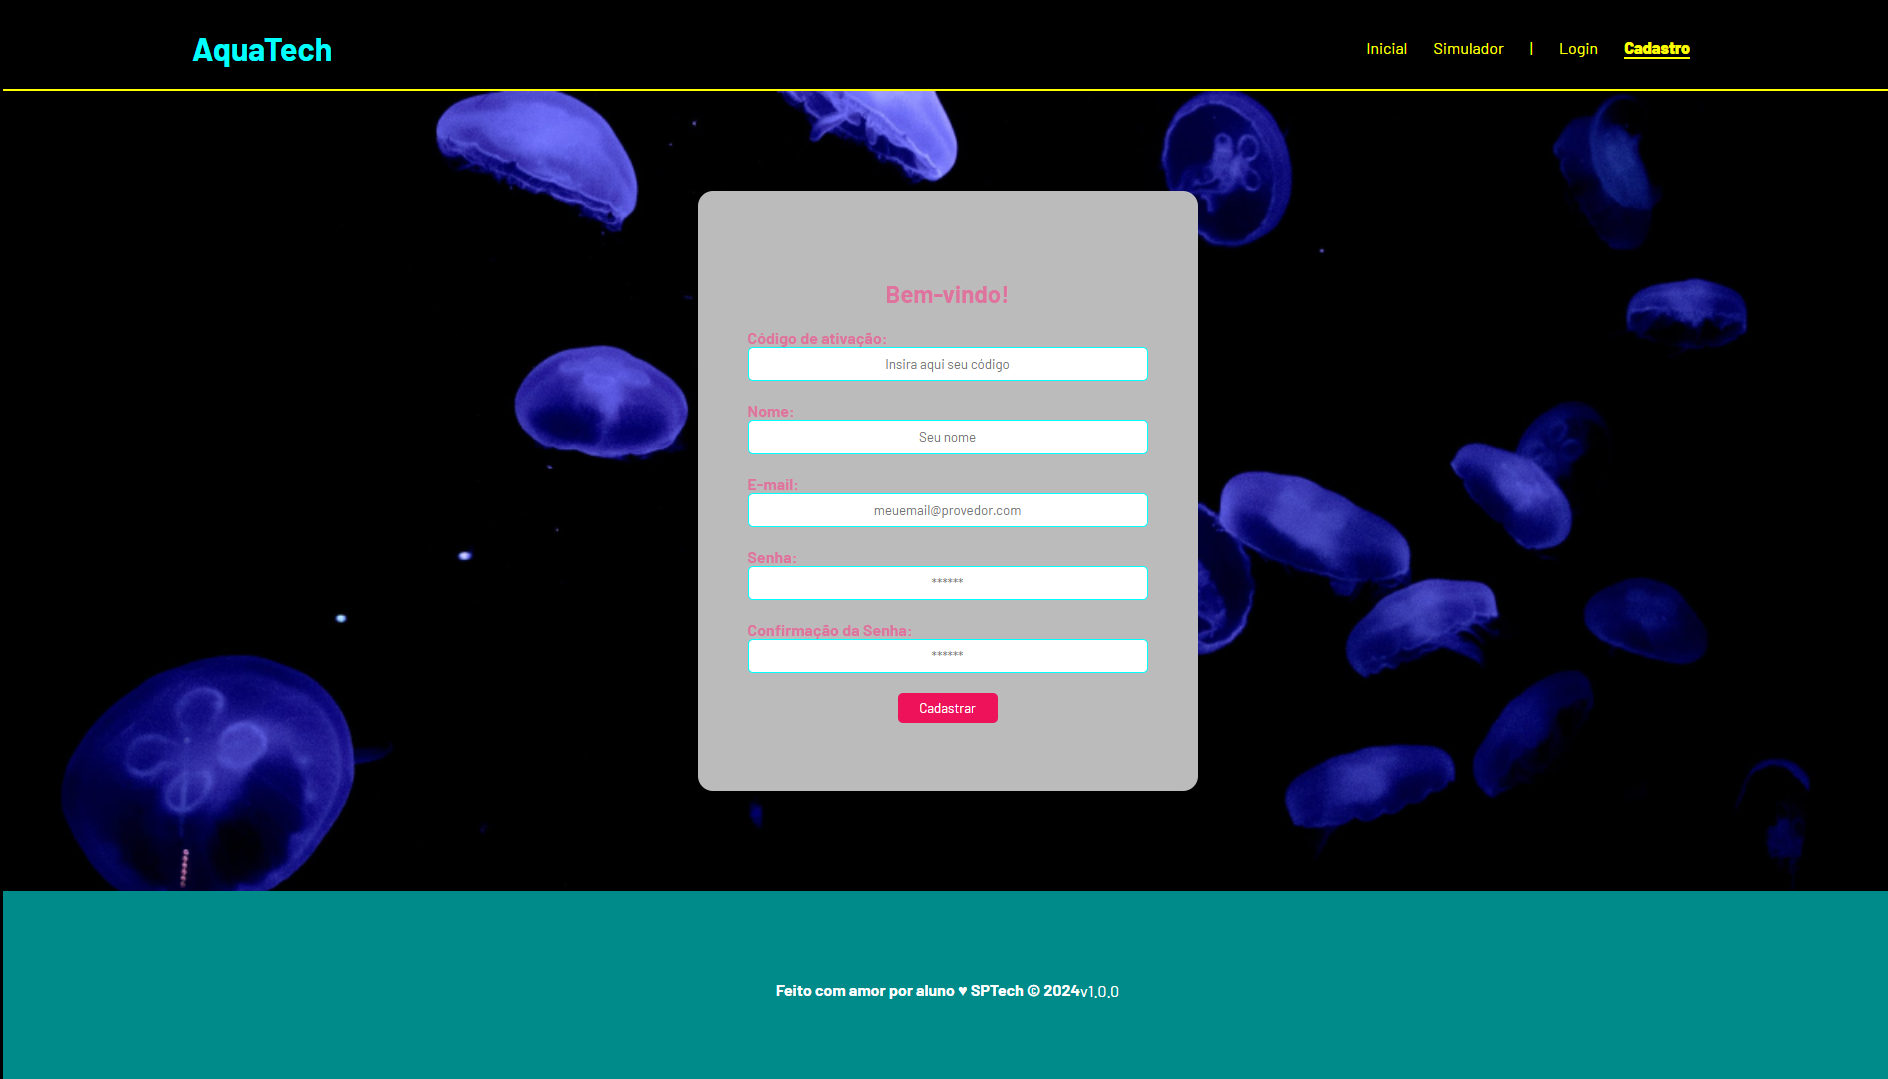 AquaTech
Inicial Simulador | Login Cadastro
Bem-vindo!
Código de ativação:
Insira aqui seu código
Nome:
Seu nome
E-mail:
meuemail@provedor.com
Senha:
******
Confirmação da Senha:
******
Cadastrar
Feito com amor por aluno ♥ SPTech © 2024v1.0.0